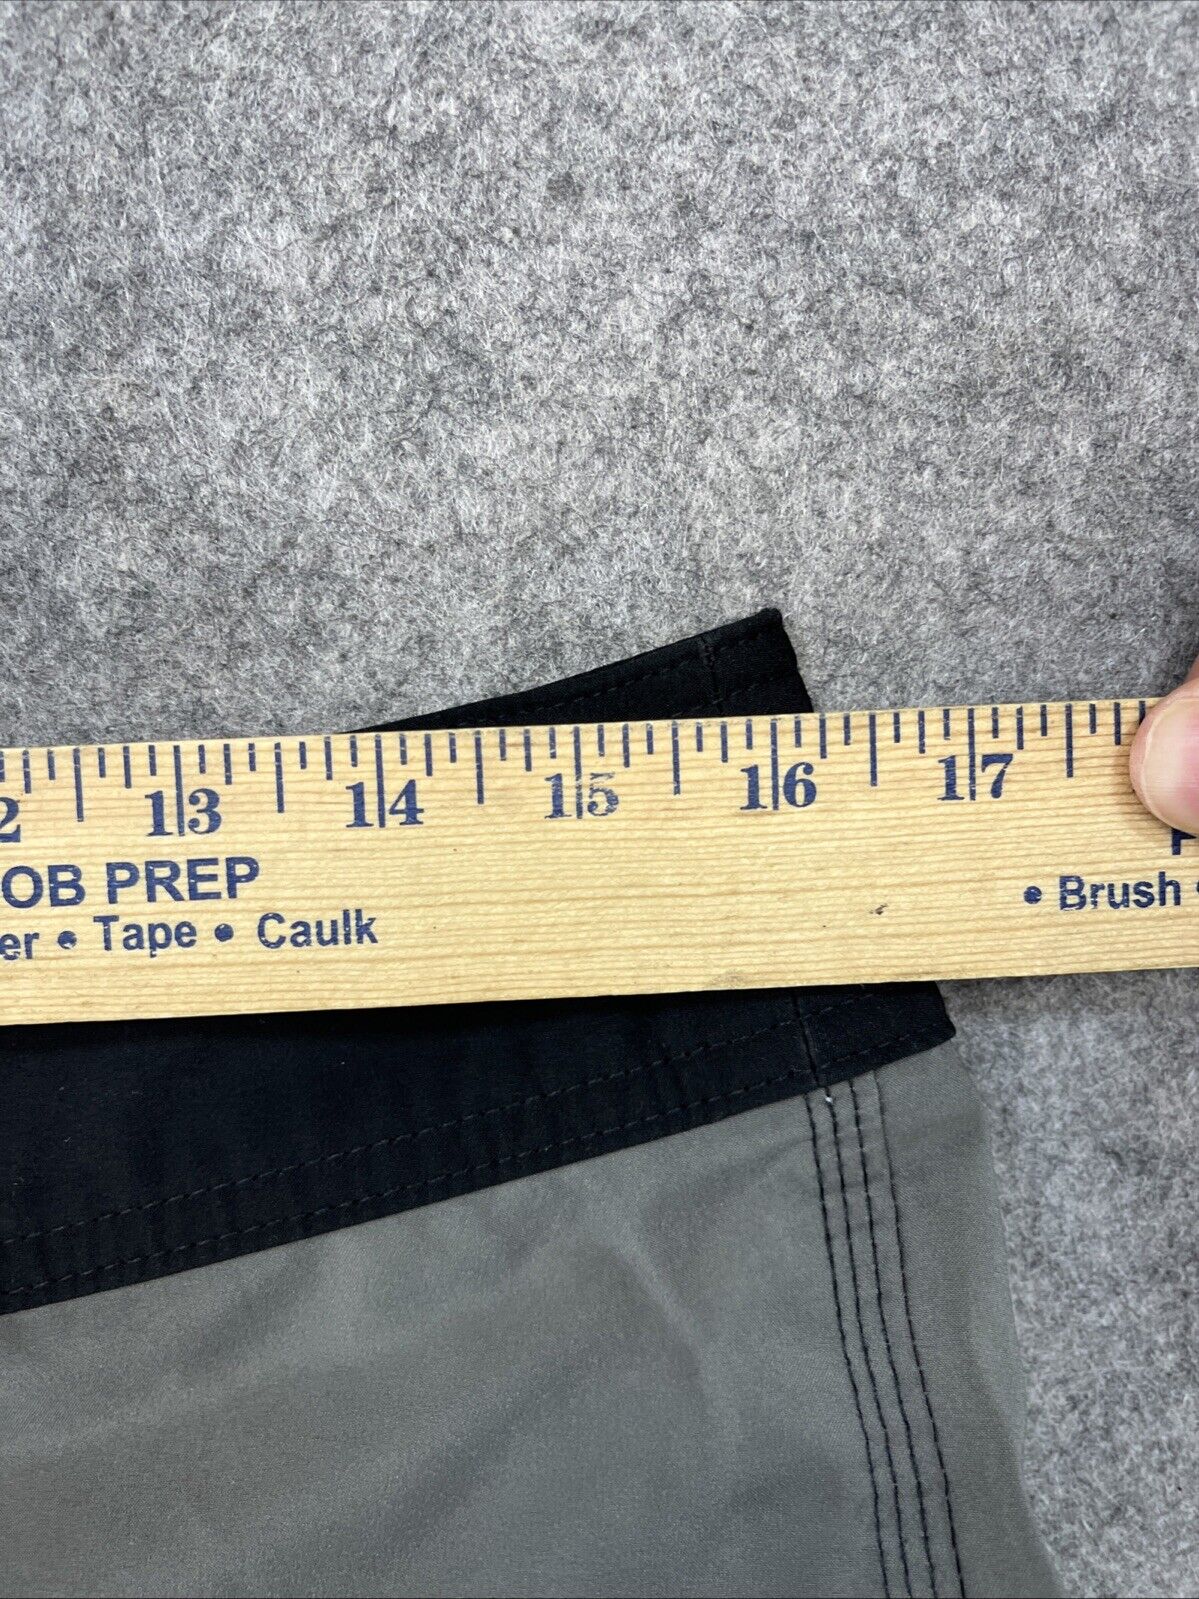 2 13 14 15 16 17
OB PREP
er • Tape • Caulk
• Brush •